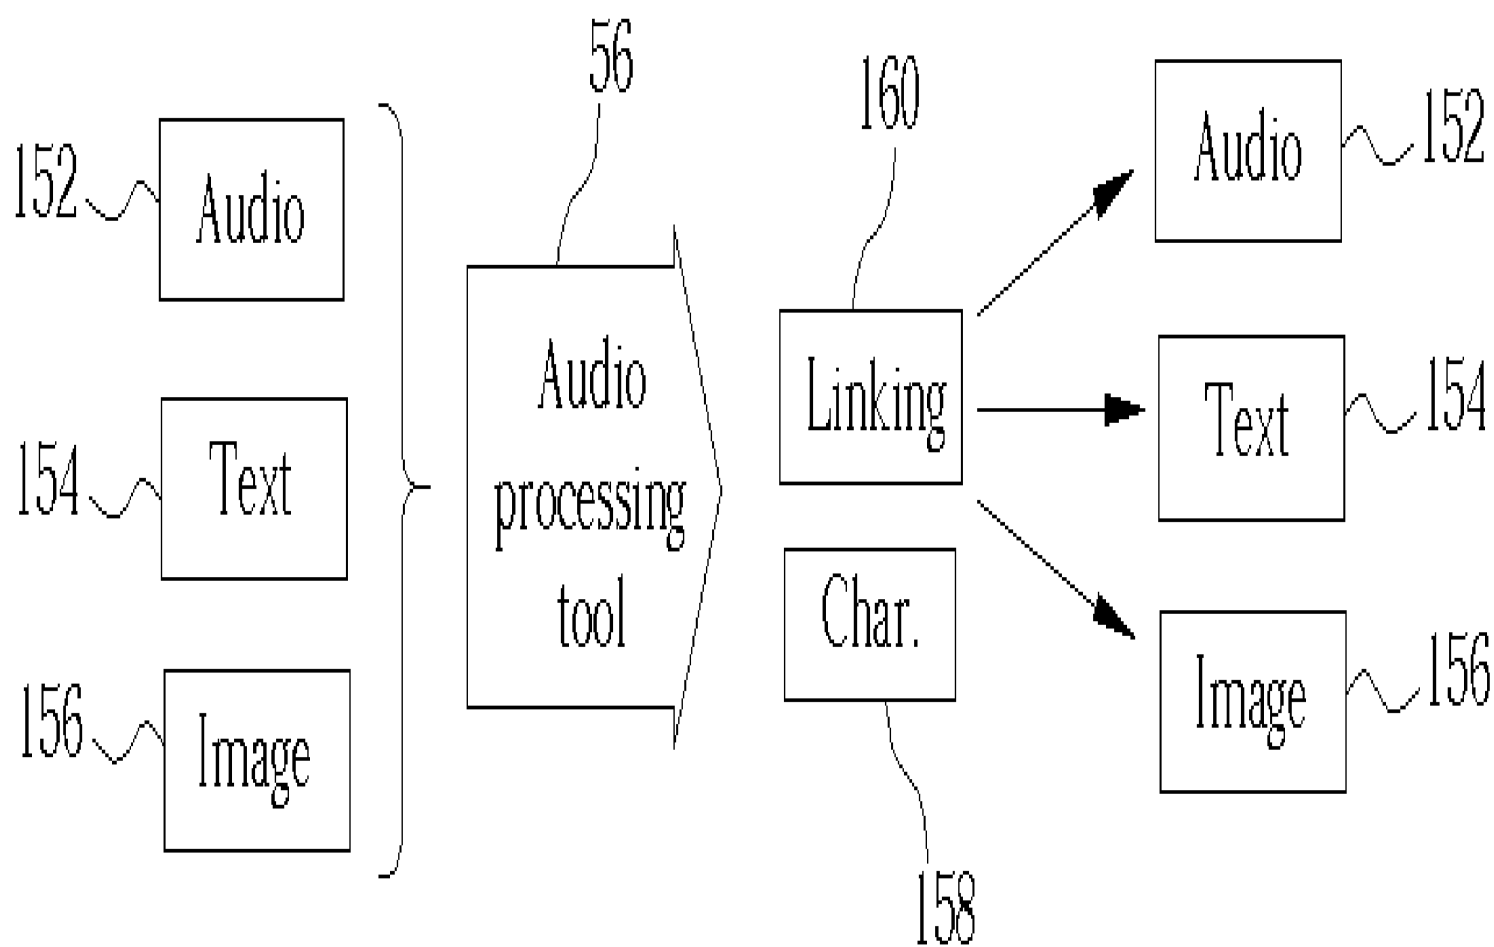 152
Audio
154
Text
156
Image
56
Audio
processing
tool
160
Linking
Char.
158
Audio
152
Text
154
Image
156